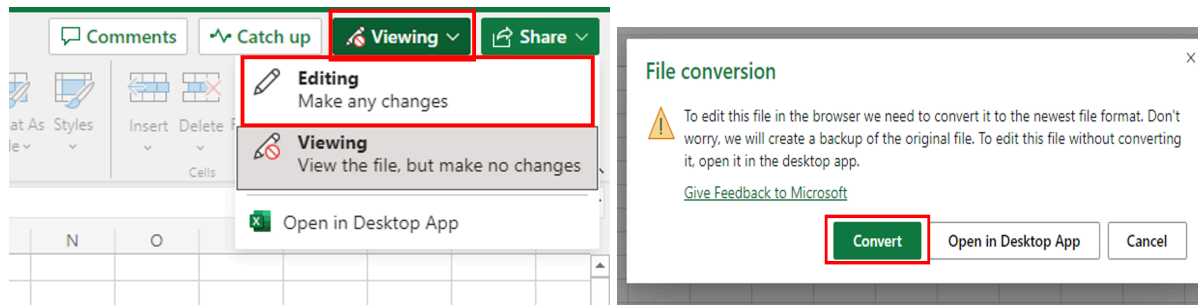 Comments Catch up Viewing Share
Editing
Make any changes
Viewing
View the file, but make no changes
Open in Desktop App
at As Styles Insert Delete
Cells
N O
File conversion
To edit this file in the browser we need to convert it to the newest file format. Don't
worry, we will create a backup of the original file. To edit this file without converting
it, open it in the desktop app.
Give Feedback to Microsoft
Convert Open in Desktop App Cancel